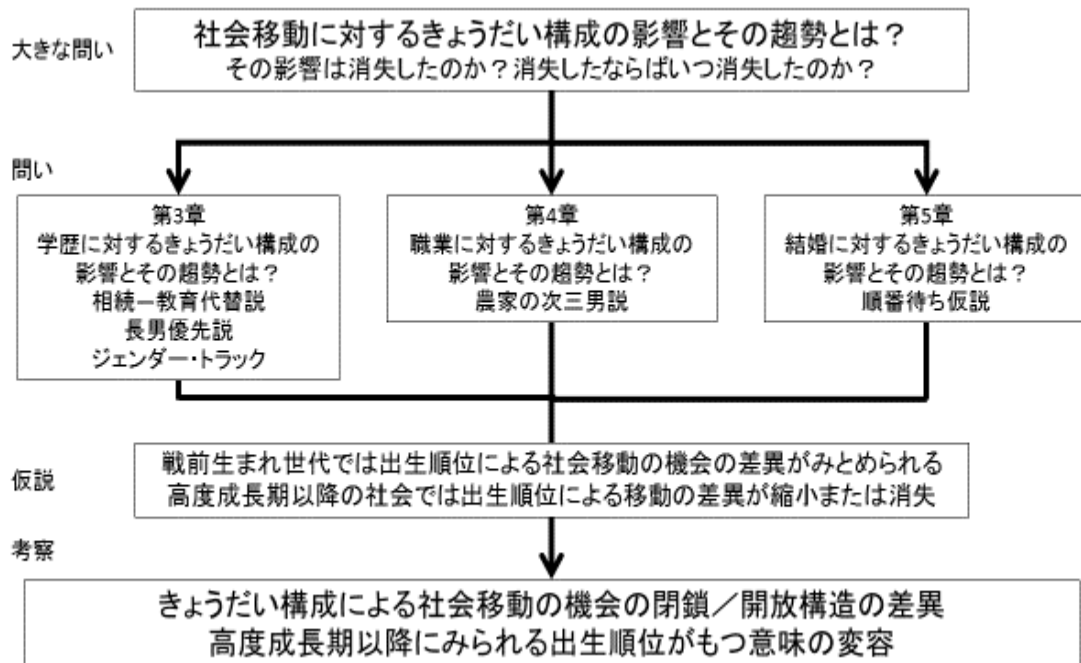 大きな問い
社会移動に対するきょうだい構成の影響とその趨勢とは？
その影響は消失したのか？消失したならばいつ消失したのか？
問い
第3章
学歴に対するきょうだい構成の
影響とその趨勢とは？
相続－教育代替説
長男優先説
ジェンダー・トラック
第4章
職業に対するきょうだい構成の
影響とその趨勢とは？
農家の次三男説
第5章
結婚に対するきょうだい構成の
影響とその趨勢とは？
順番待ち仮説
仮説
戦前生まれ世代では出生順位による社会移動の機会の差異がみとめられる
高度成長期以降の社会では出生順位による移動の差異が縮小または消失
考察
きょうだい構成による社会移動の機会の閉鎖／開放構造の差異
高度成長期以降にみられる出生順位がもつ意味の変容